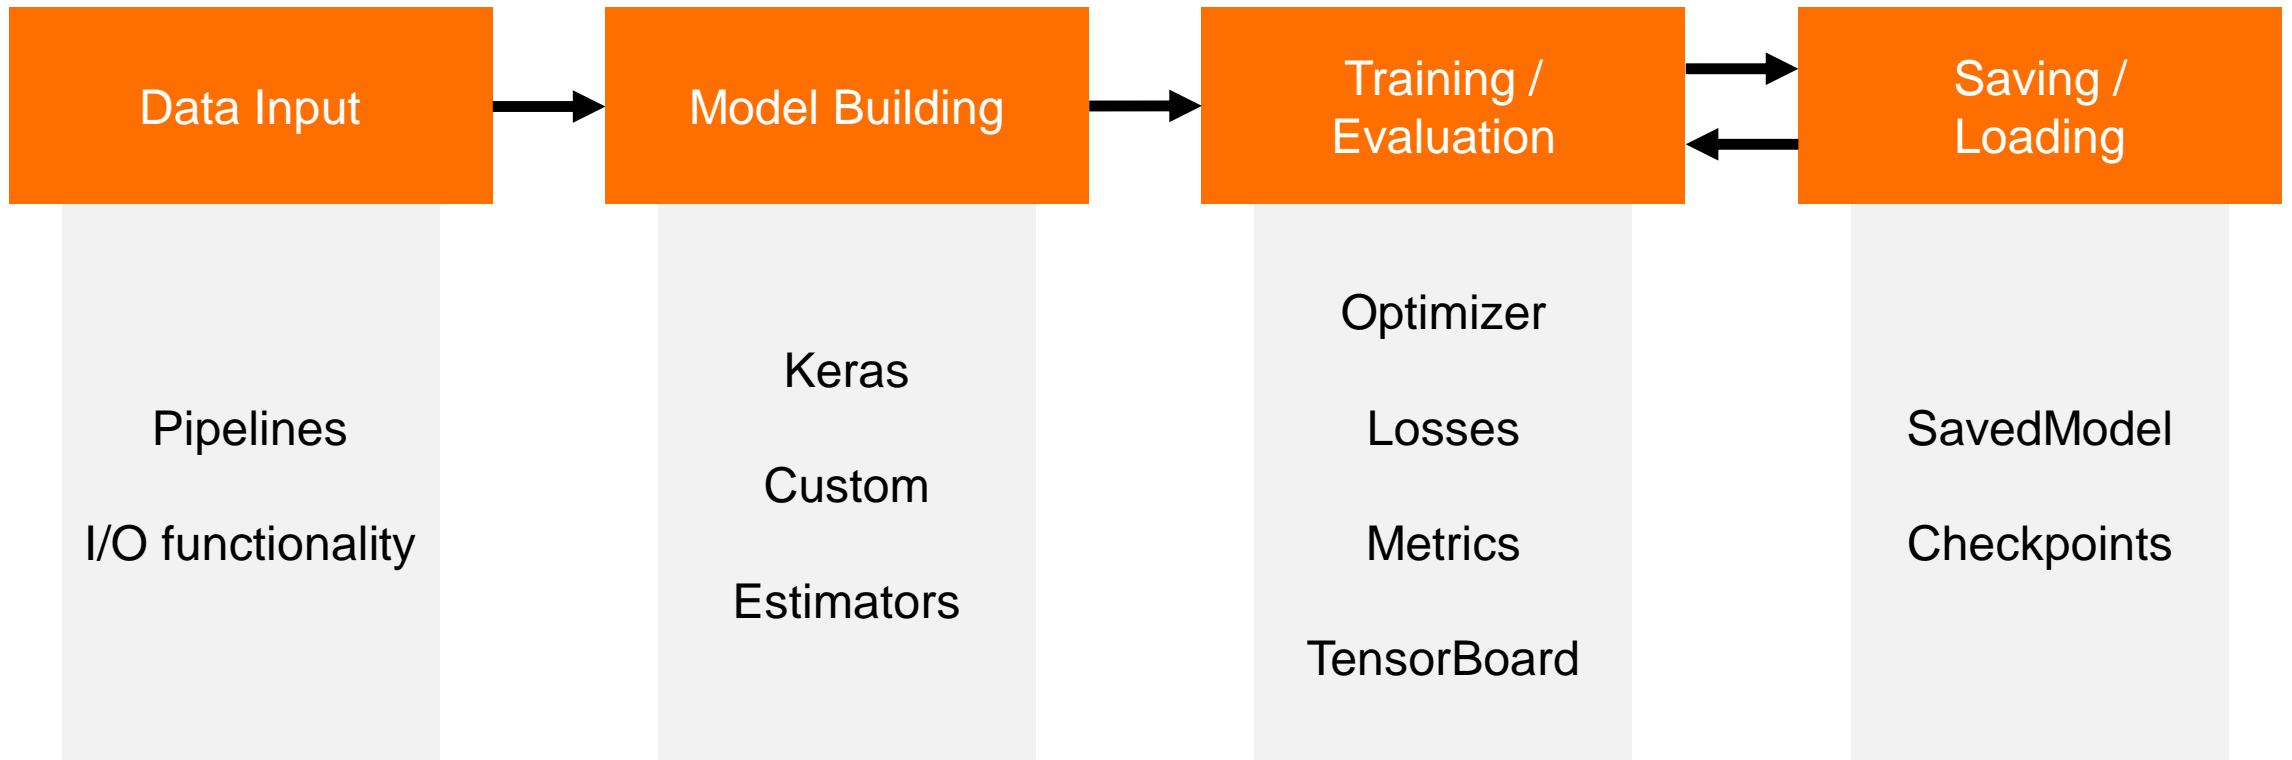 Data Input
Model Building
Training /
Evaluation
Saving /
Loading
Pipelines
I/O functionality
Keras
Custom
Estimators
Optimizer
Losses
Metrics
TensorBoard
SavedModel
Checkpoints